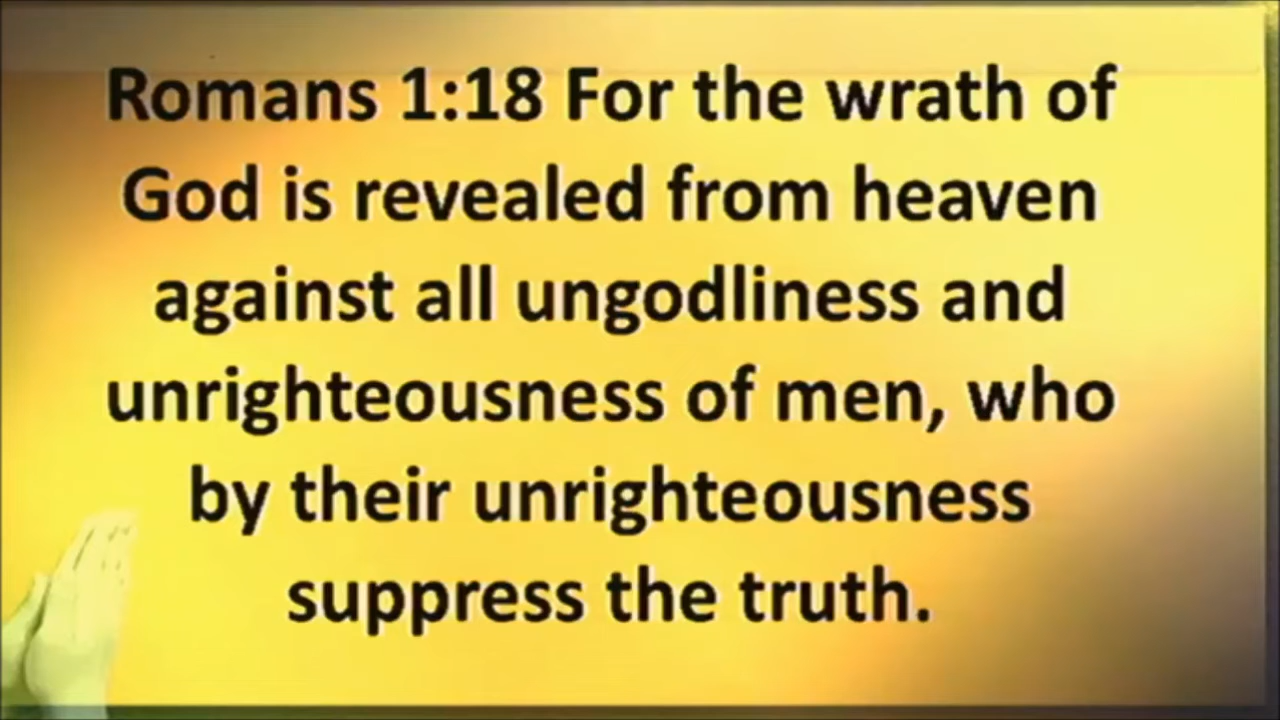 Romans 1:18 For the wrath of
God is revealed from heaven
against all ungodliness and
unrighteousness of men, who
by their unrighteousness
suppress the truth.